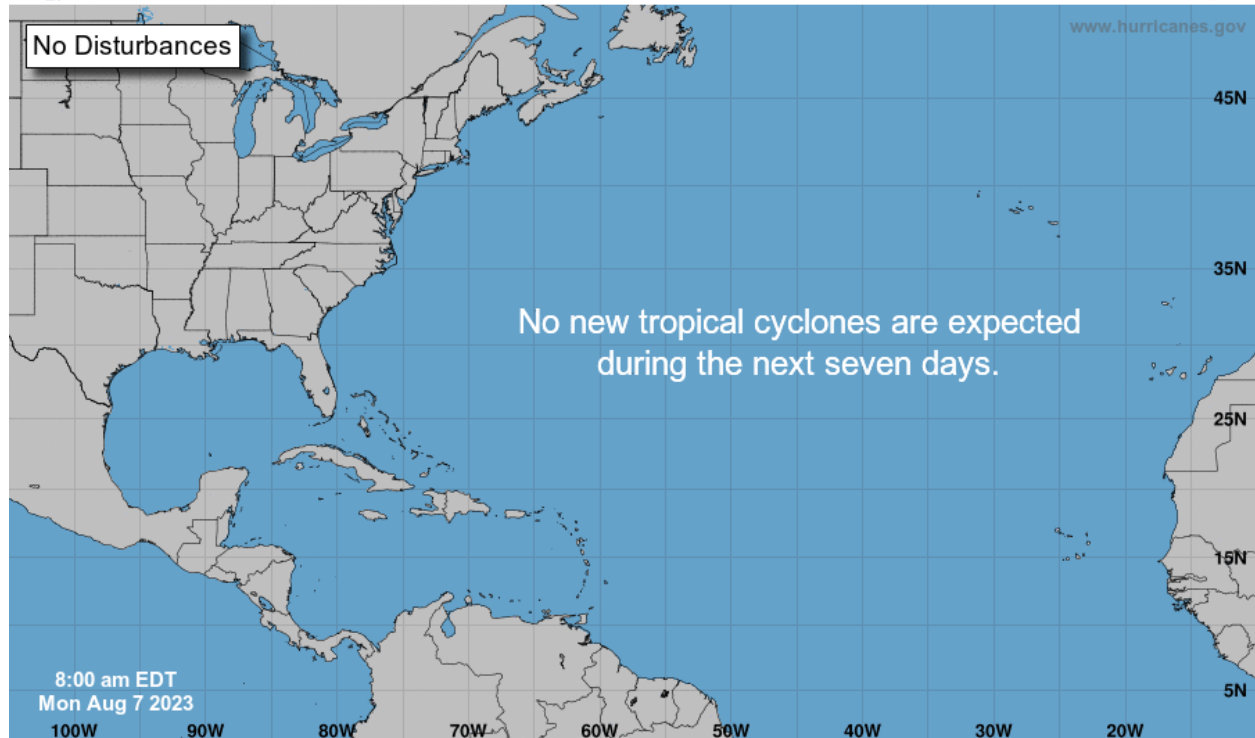 No Disturbances
www.hurricanes.gov
45N
35N
No new tropical cyclones are expected
during the next seven days.
25N
15N
8:00 am EDT
Mon Aug 7 2023
5N
100W 90W 80W 70W 60W 50W 40W 30W 20W